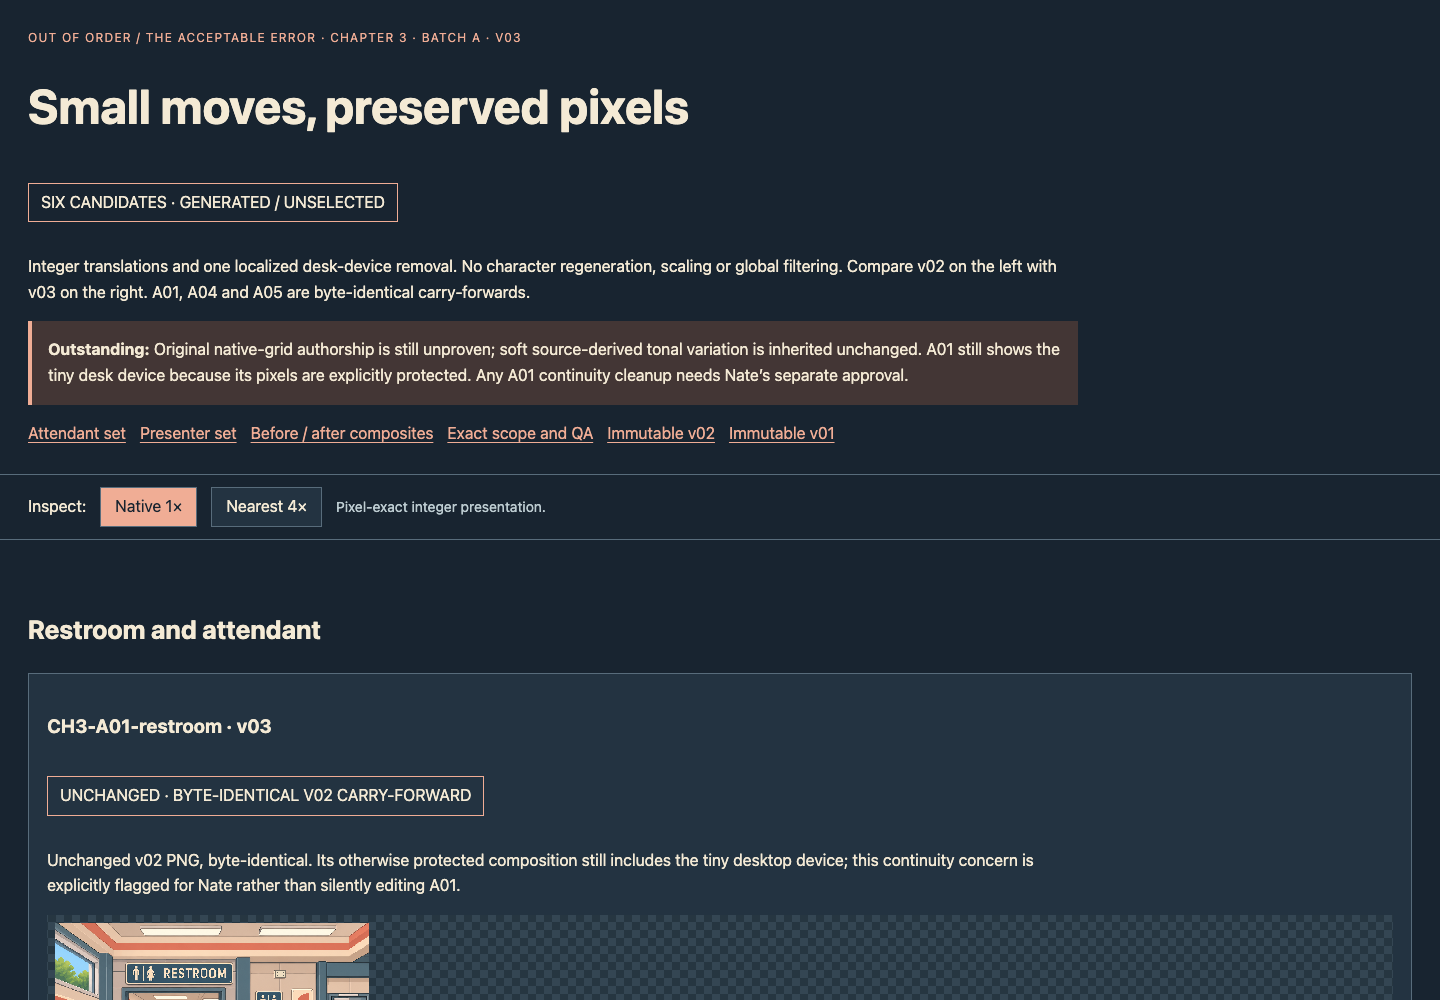 OUT OF ORDER / THE ACCEPTABLE ERROR · CHAPTER 3 · BATCH A · V03
Small moves, preserved pixels
SIX CANDIDATES · GENERATED / UNSELECTED
Integer translations and one localized desk-device removal. No character regeneration, scaling or global filtering. Compare v02 on the left with
v03 on the right. A01, A04 and A05 are byte-identical carry-forwards.
Outstanding: Original native-grid authorship is still unproven; soft source-derived tonal variation is inherited unchanged. A01 still shows the
tiny desk device because its pixels are explicitly protected. Any A01 continuity cleanup needs Nate’s separate approval.
Attendant set Presenter set Before / after composites Exact scope and QA Immutable v02 Immutable v01
Inspect: Native 1× Nearest 4× Pixel-exact integer presentation.
Restroom and attendant
CH3-A01-restroom · v03
UNCHANGED · BYTE-IDENTICAL V02 CARRY-FORWARD
Unchanged v02 PNG, byte-identical. Its otherwise protected composition still includes the tiny desktop device; this continuity concern is
explicitly flagged for Nate rather than silently editing A01.
RESTROOM